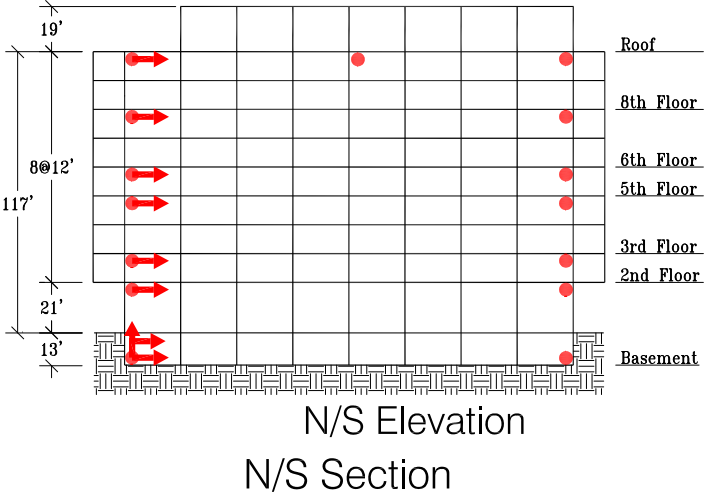 19'
Roof
8th Floor
8@12'
6th Floor
5th Floor
117'
3rd Floor
2nd Floor
21'
13'
Basement
N/S Elevation
N/S Section